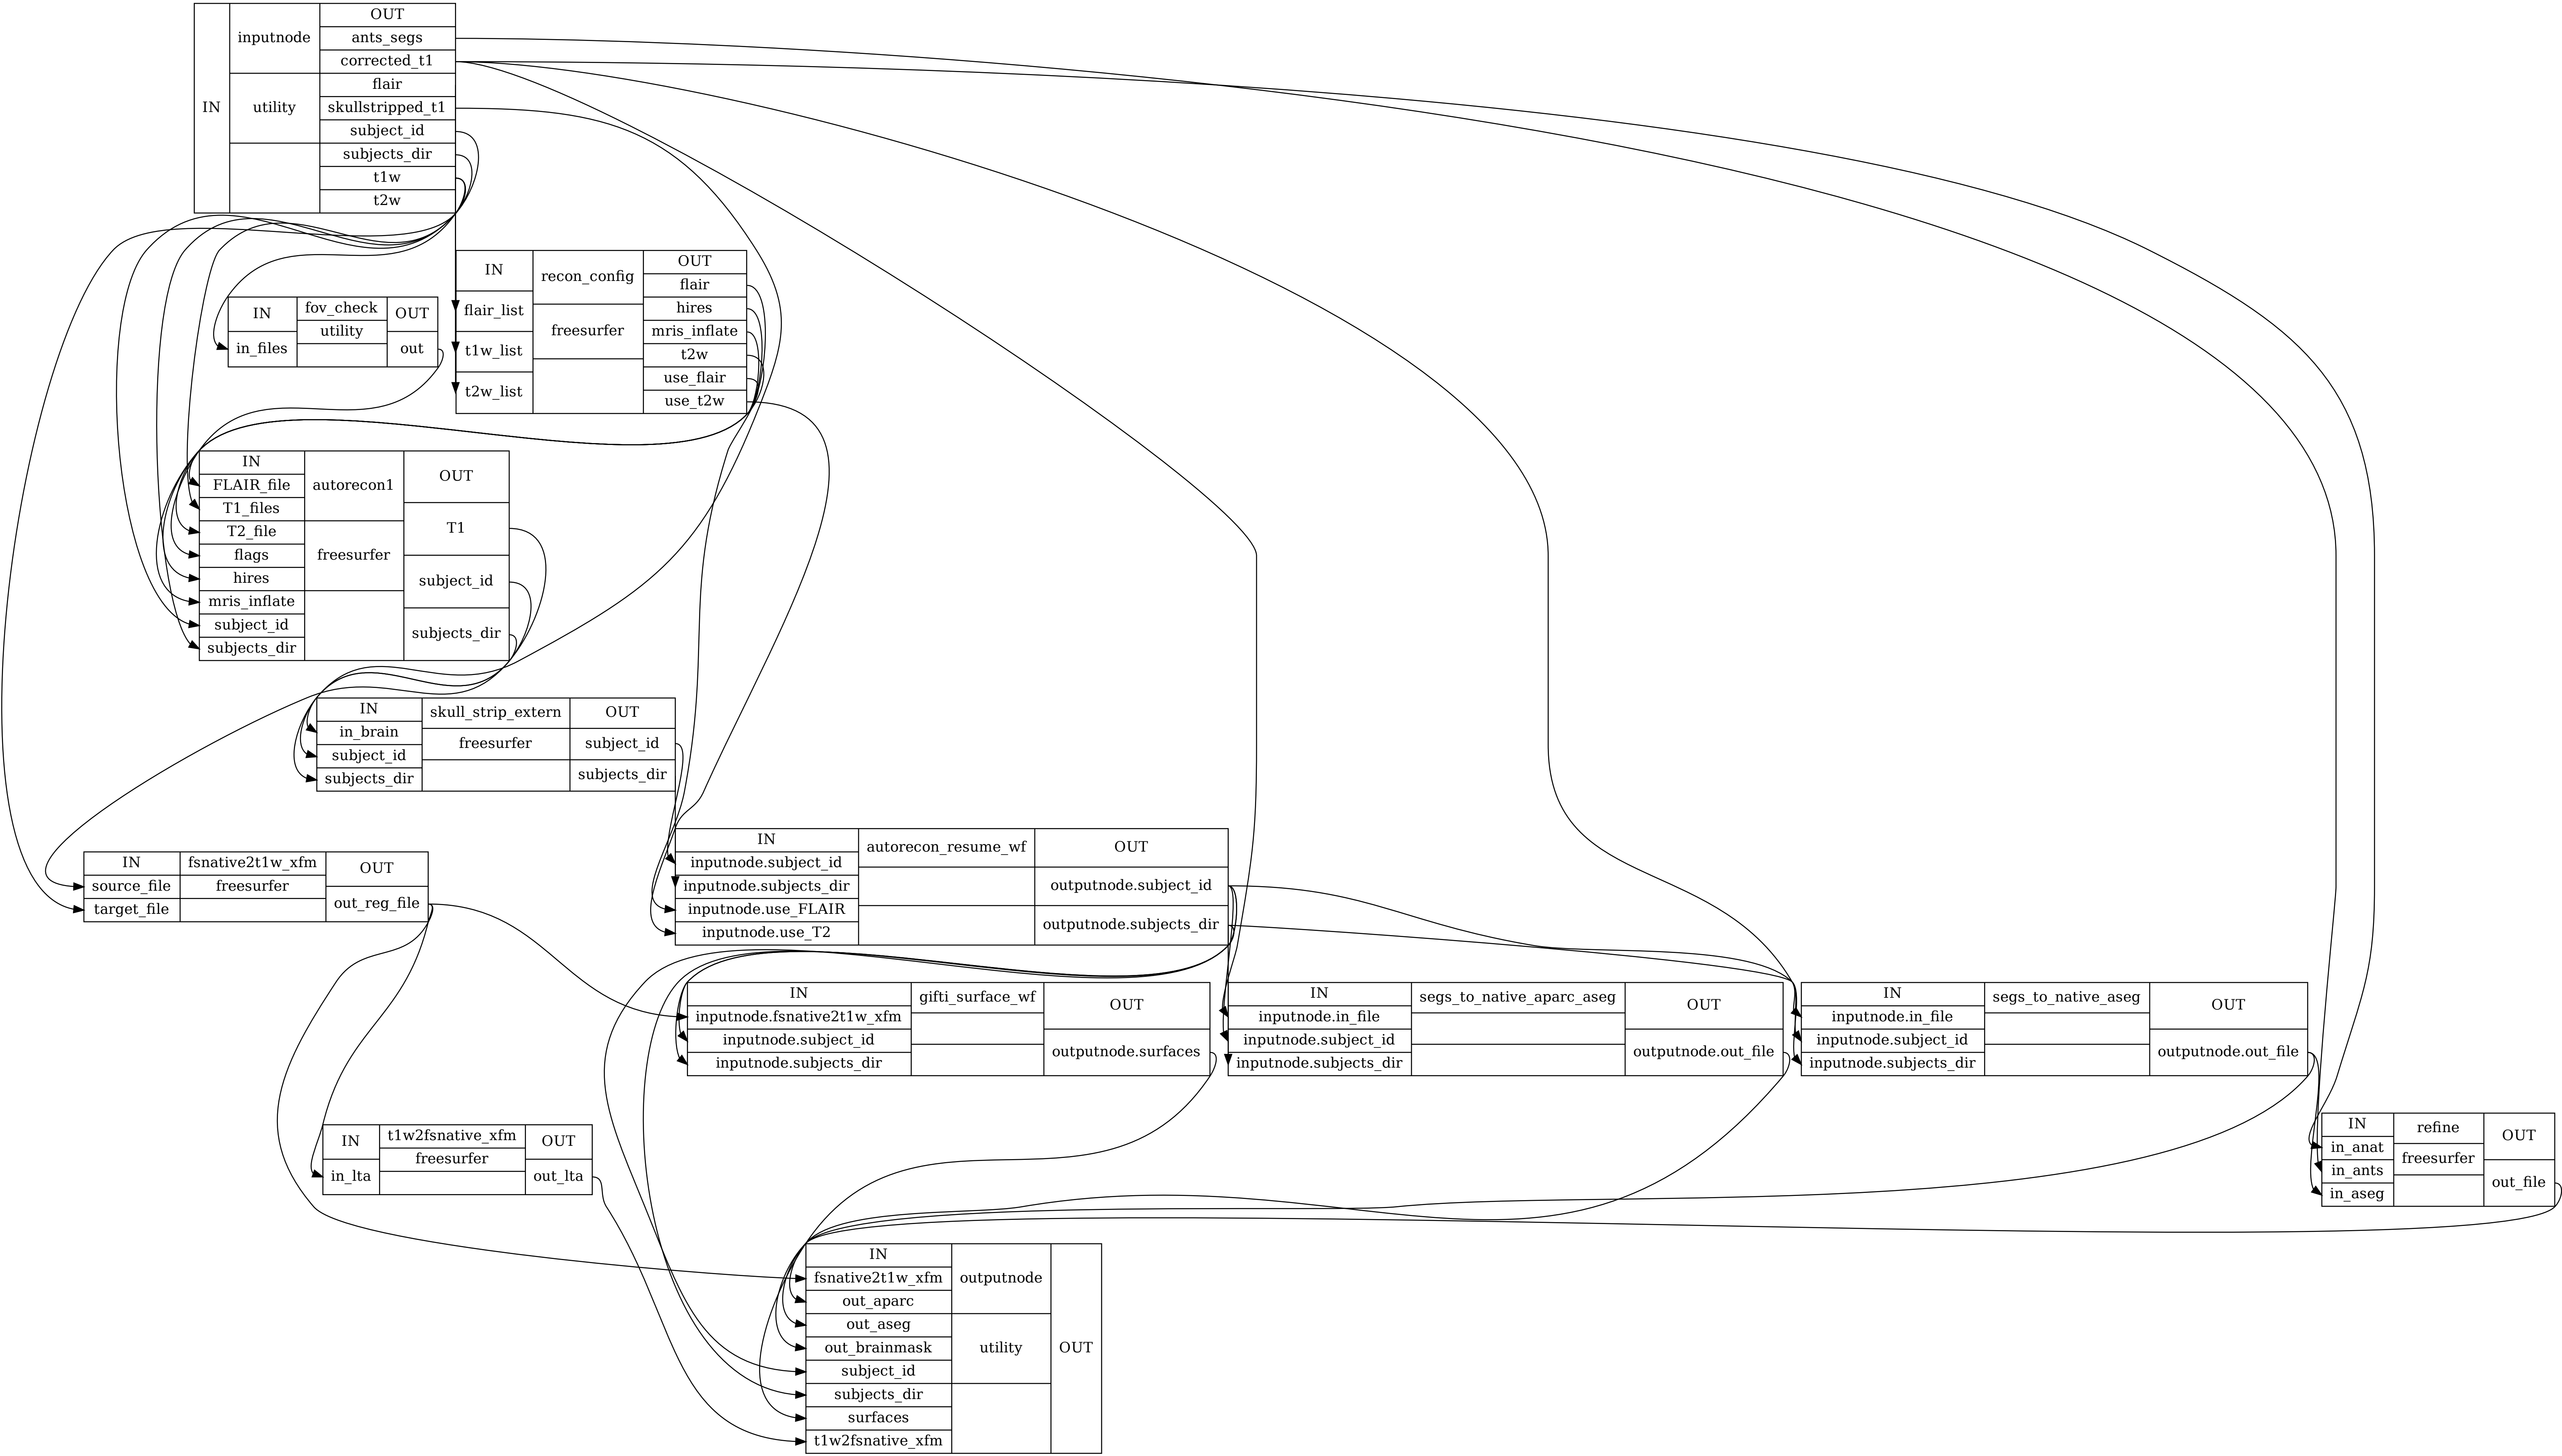 IN
inputnode
utility
OUT
ants_segs
corrected_t1
flair
skullstripped_t1
subject_id
subjects_dir
t1w
t2w
IN
flair_list
t1w_list
t2w_list
recon_config
freesurfer
OUT
flair
hires
mris_inflate
t2w
use_flair
use_t2w
IN
in_files
fov_check
utility
OUT
out
IN
FLAIR_file
T1_files
T2_file
flags
hires
mris_inflate
subject_id
subjects_dir
autorecon1
freesurfer
OUT
T1
subject_id
subjects_dir
IN
in_brain
subject_id
subjects_dir
skull_strip_extern
freesurfer
OUT
subject_id
subjects_dir
IN
source_file
target_file
fsnative2t1w_xfm
freesurfer
OUT
out_reg_file
IN
inputnode.subject_id
inputnode.subjects_dir
inputnode.use_FLAIR
inputnode.use_T2
autorecon_resume_wf
OUT
outputnode.subject_id
outputnode.subjects_dir
IN
inputnode.fsnative2t1w_xfm
inputnode.subject_id
inputnode.subjects_dir
gifti_surface_wf
OUT
outputnode.surfaces
IN
inputnode.in_file
inputnode.subject_id
inputnode.subjects_dir
segs_to_native_aparc_aseg
OUT
outputnode.out_file
IN
inputnode.in_file
inputnode.subject_id
inputnode.subjects_dir
segs_to_native_aseg
OUT
outputnode.out_file
IN
in_lta
t1w2fsnative_xfm
freesurfer
OUT
out_lta
IN
in_anat
in_ants
in_aseg
refine
freesurfer
OUT
out_file
IN
fsnative2t1w_xfm
out_aparc
out_aseg
out_brainmask
subject_id
subjects_dir
surfaces
t1w2fsnative_xfm
outputnode
utility
OUT